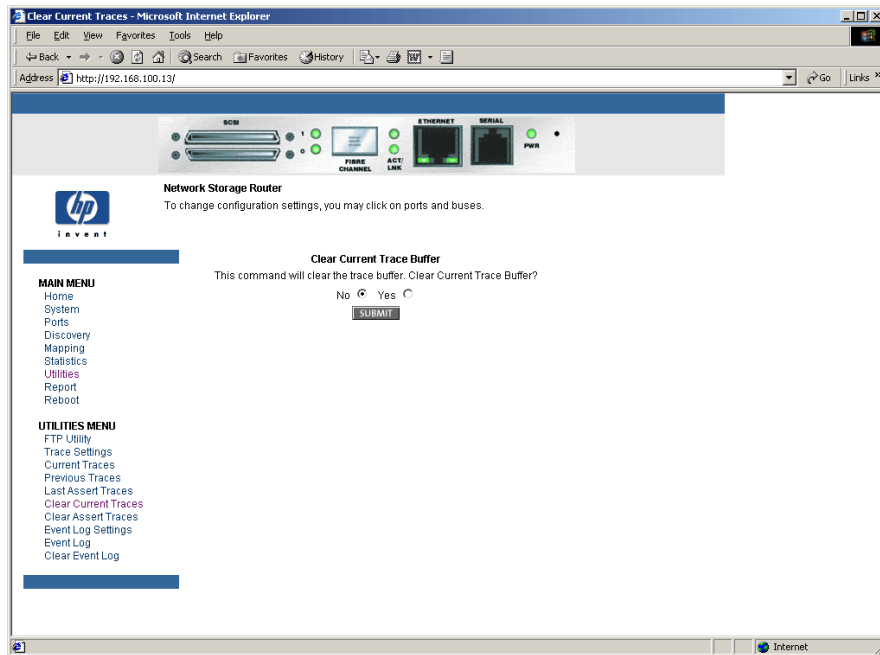 Clear Current Traces - Microsoft Internet Explorer
File Edit View Favorites Tools Help
Back Search Favorites History
Address http://192.168.100.13/ Go Links »
SCSI ETHERNET SERIAL
1
0
FIBRE CHANNEL ACT/LNK PWR
hp
invent
Network Storage Router
To change configuration settings, you may click on ports and buses.
Clear Current Trace Buffer
This command will clear the trace buffer. Clear Current Trace Buffer?
No Yes
SUBMIT
MAIN MENU
Home
System
Ports
Discovery
Mapping
Statistics
Utilities
Report
Reboot
UTILITIES MENU
FTP Utility
Trace Settings
Current Traces
Previous Traces
Last Assert Traces
Clear Current Traces
Clear Assert Traces
Event Log Settings
Event Log
Clear Event Log
Internet